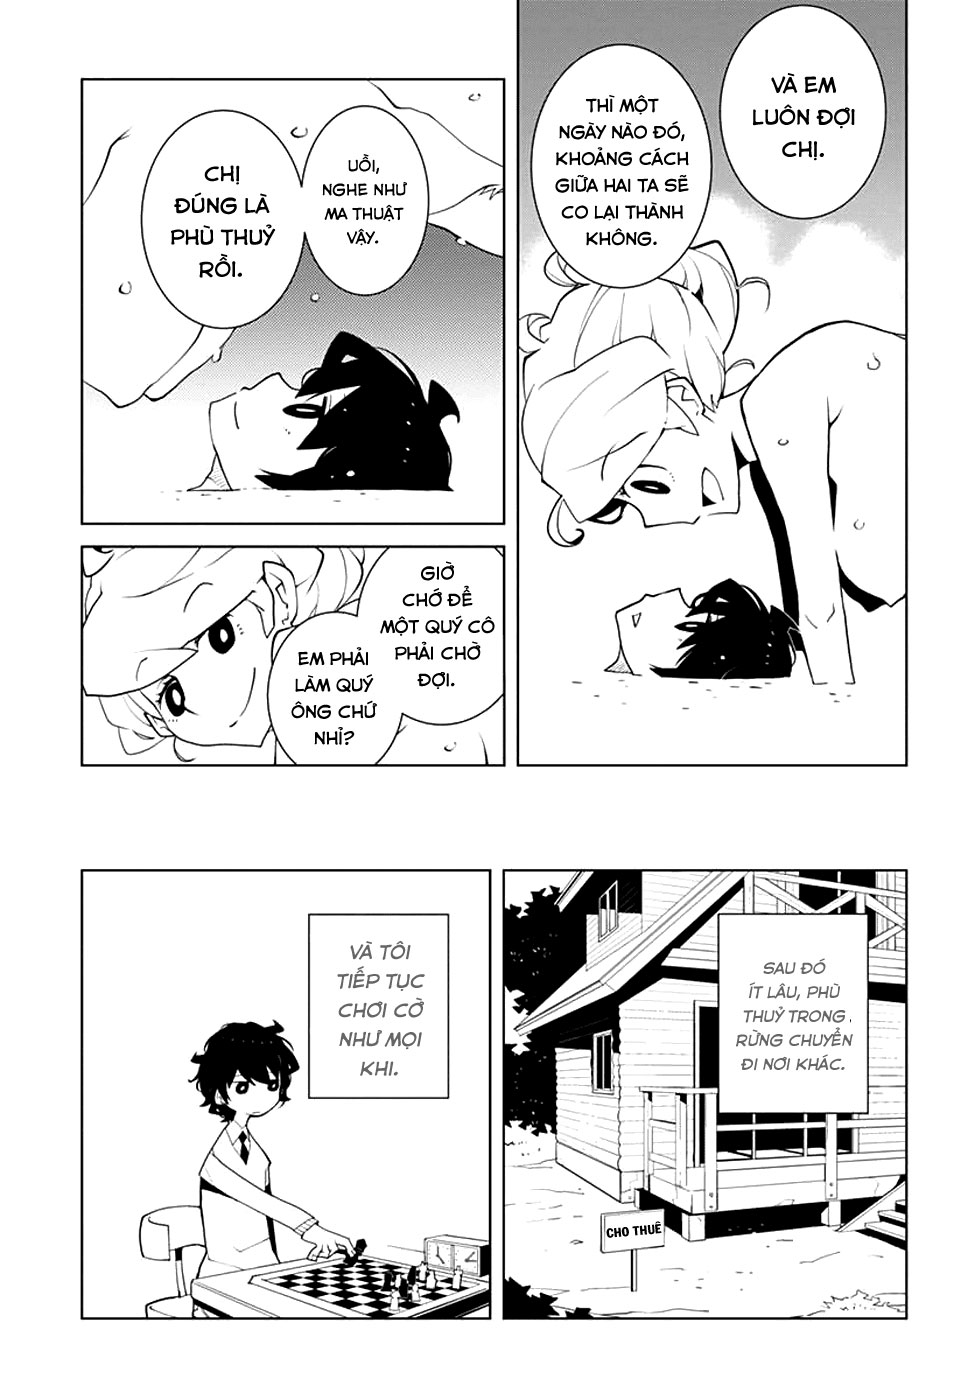 VÀ EM
LUÔN ĐỢI
CHỊ.
THÌ MỘT
NGÀY NÀO ĐÓ,
KHOẢNG CÁCH
GIỮA HAI TA SẼ
CO LẠI THÀNH
KHÔNG.
UỒI,
NGHE NHƯ
MA THUẬT
VẬY.
CHỊ
ĐÚNG LÀ
PHÙ THUỶ
RỒI.
GIỜ
CHỚ ĐỂ
MỘT QUÝ CÔ
PHẢI CHỜ
ĐỢI.
EM PHẢI
LÀM QUÝ
ÔNG CHỨ
NHỈ?
SAU ĐÓ
ÍT LÂU, PHÙ
THUỶ TRONG
RỪNG CHUYỂN
ĐI NƠI KHÁC.
CHO THUÊ
VÀ TÔI
TIẾP TỤC
CHƠI CỜ
NHƯ MỌI
KHI.